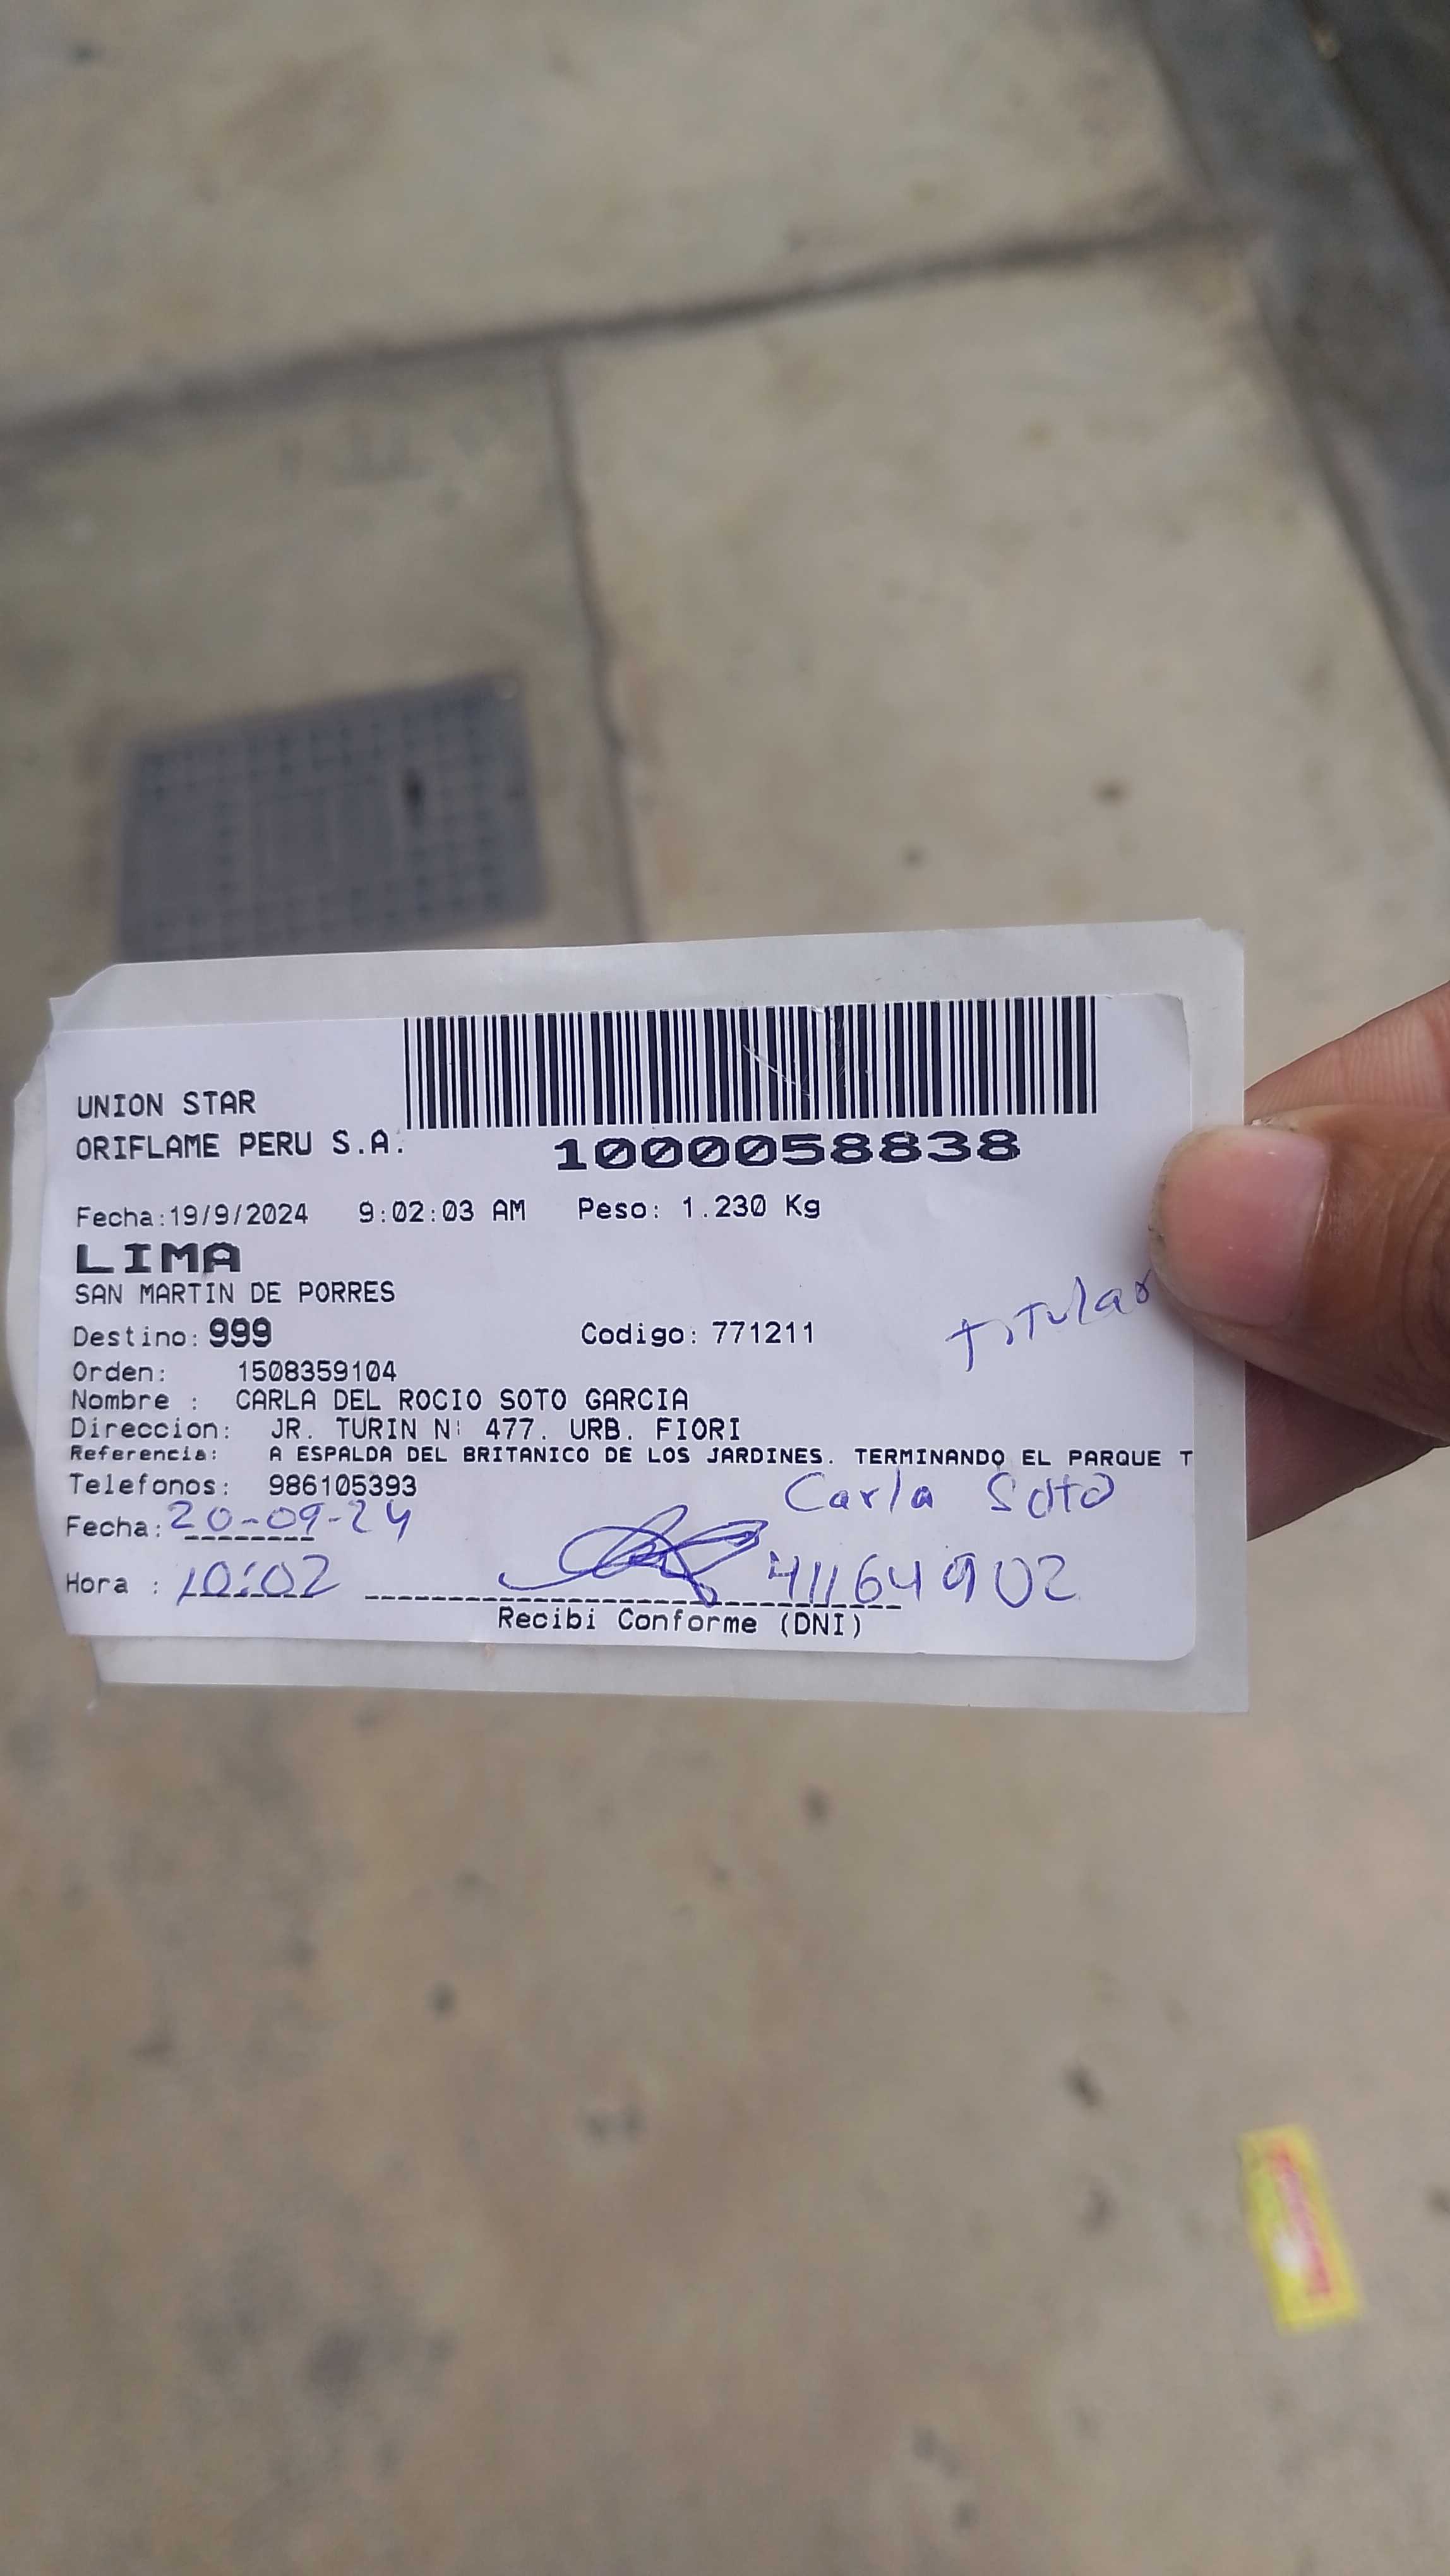 UNION STAR
ORIFLAME PERU S.A.
1000058838
Fecha:19/9/2024 9:02:03 AM Peso: 1.230 Kg
LIMA
SAN MARTIN DE PORRES
Titular
Destino: 999 Codigo: 771211
Orden: 1508359104
Nombre : CARLA DEL ROCIO SOTO GARCIA
Direccion: JR. TURIN N: 477. URB. FIORI
Referencia: A ESPALDA DEL BRITANICO DE LOS JARDINES. TERMINANDO EL PARQUE T
Telefonos: 986105393
Carla Soto
Fecha: 20-09-24
Hora : 10:02 41164902
Recibi Conforme (DNI)